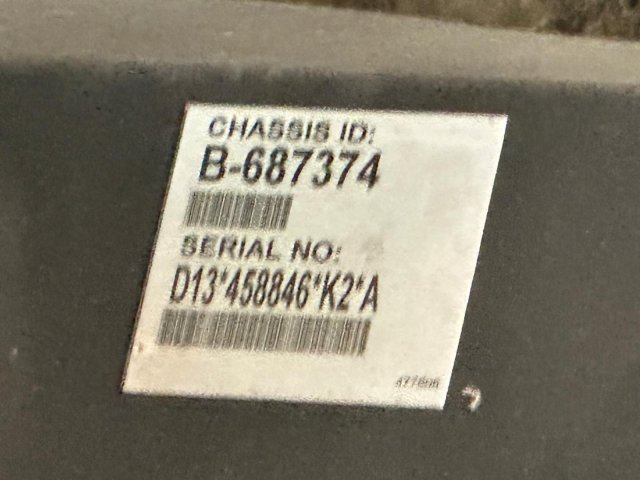 CHASSIS ID:
B-687374
SERIAL NO:
D13*458846*K2*A